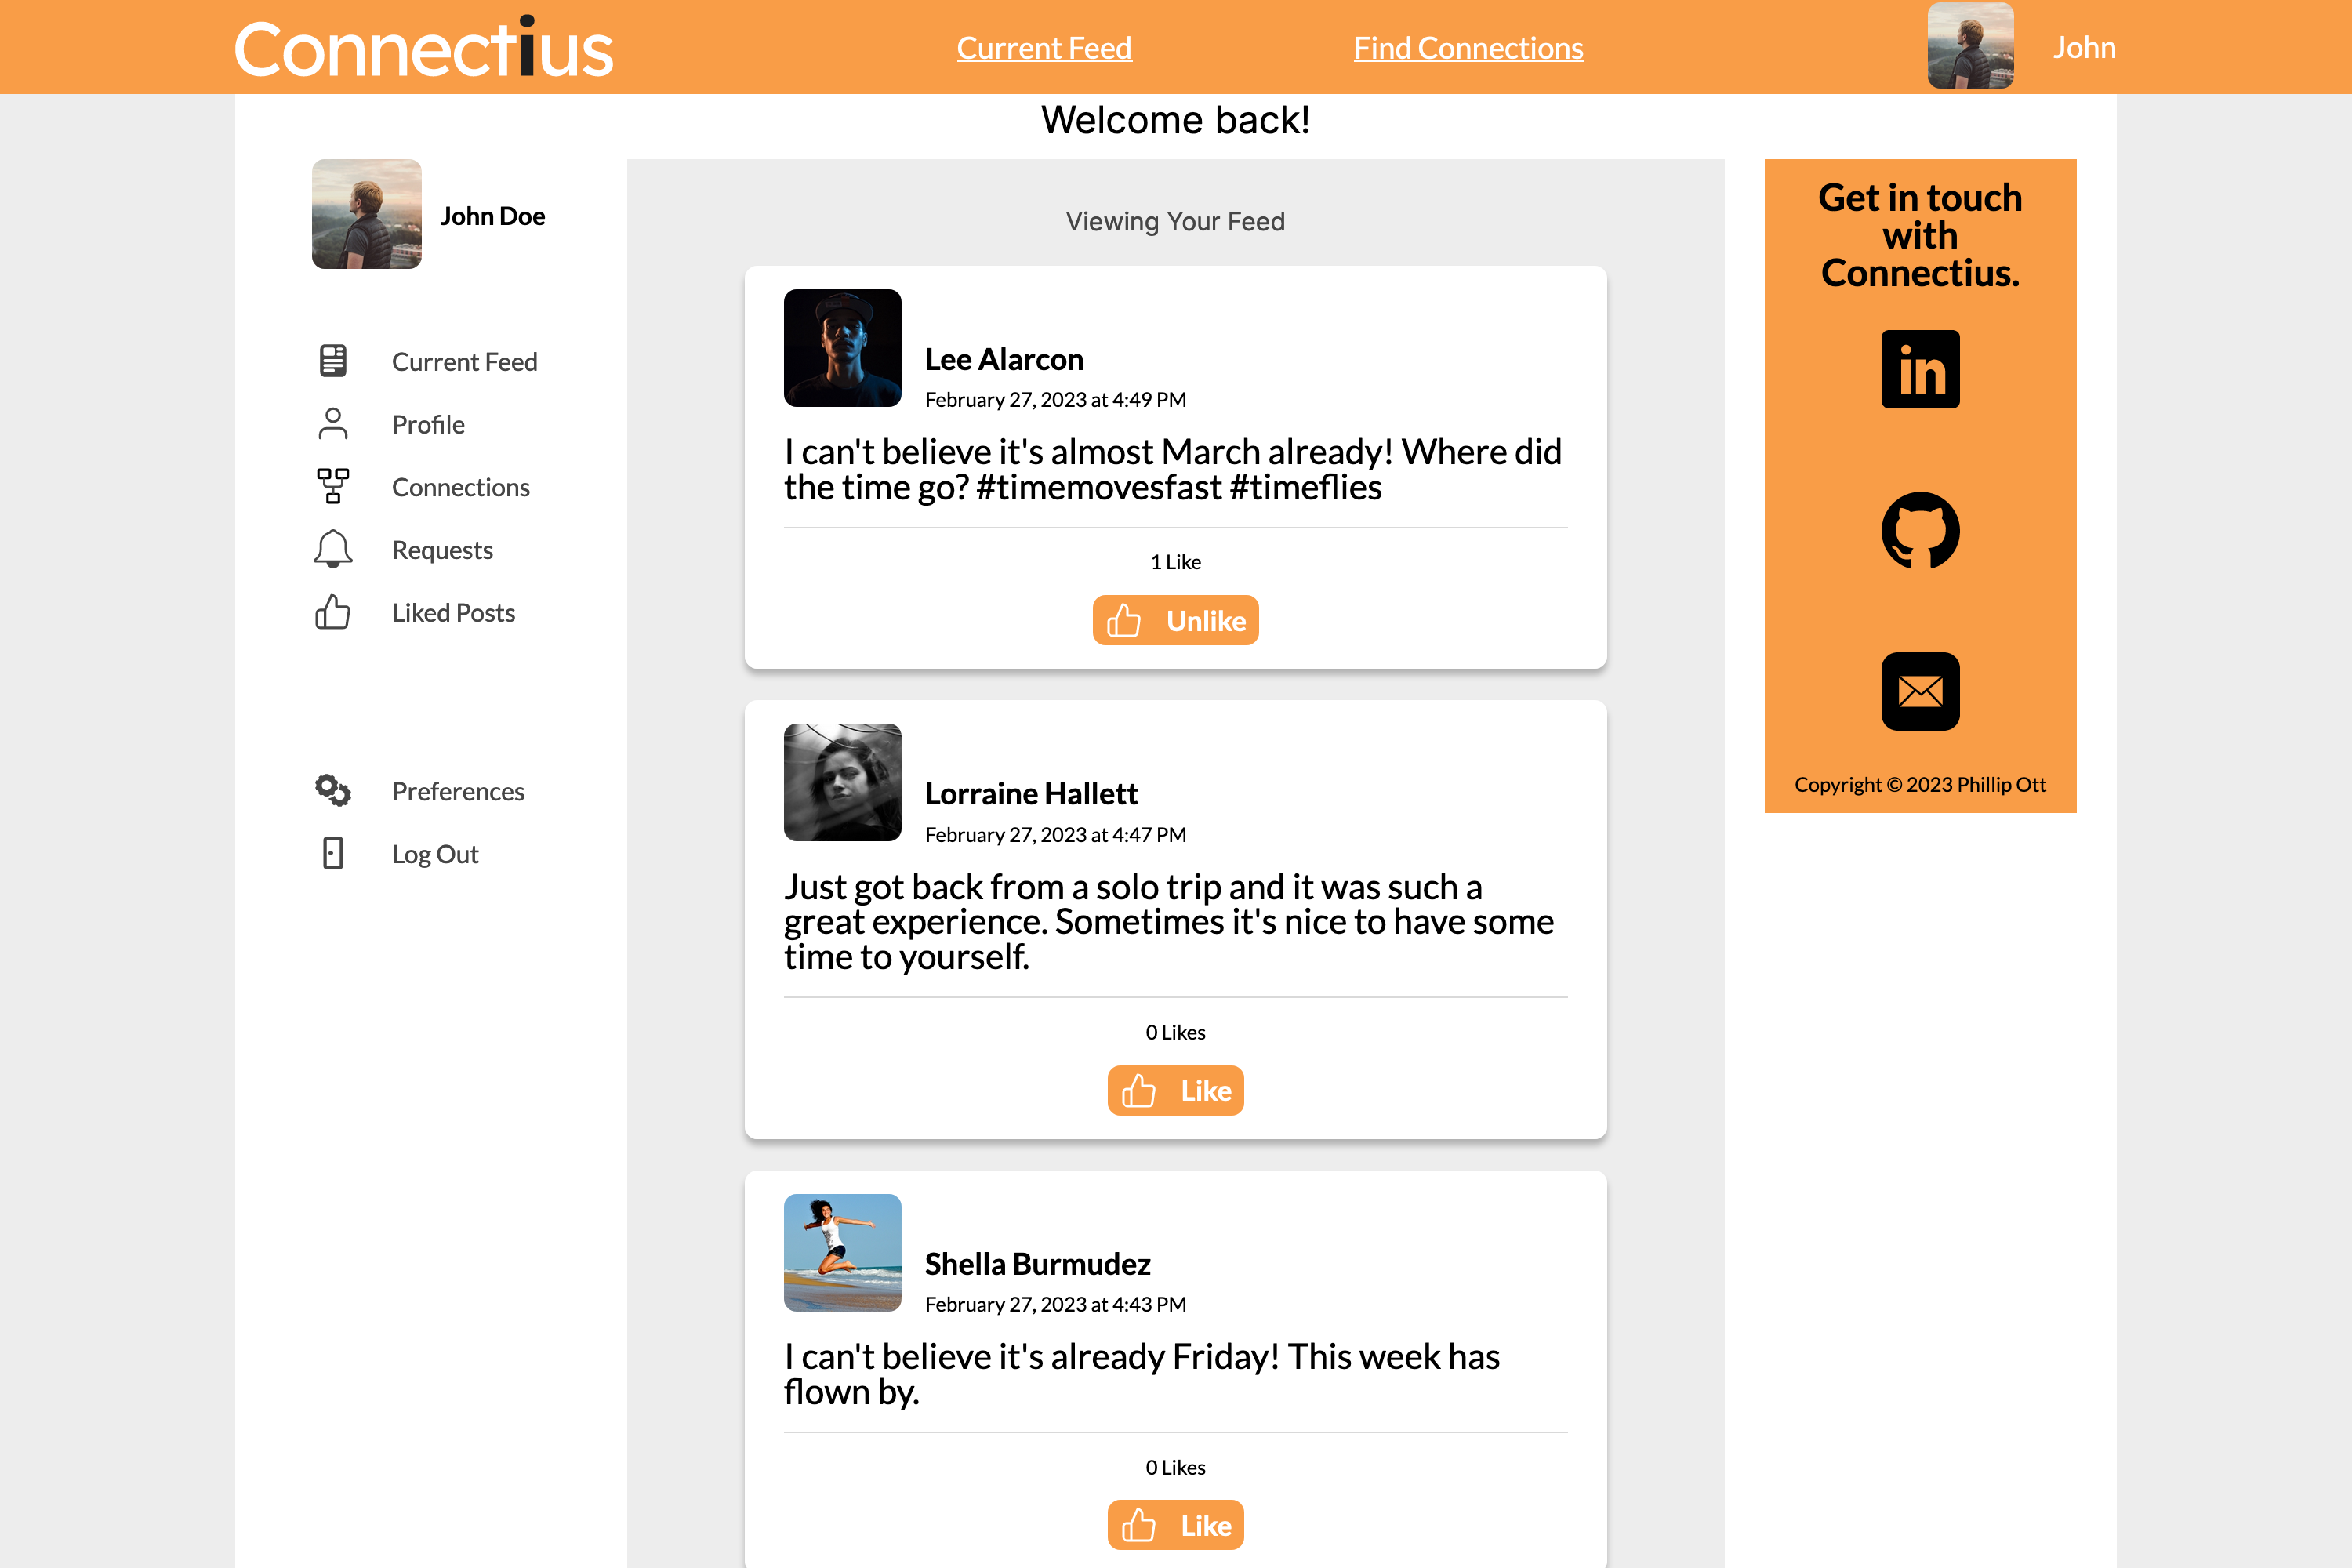 Connectius
Current Feed
Find Connections
John
Welcome back!
John Doe
Current Feed
Profile
Connections
Requests
Liked Posts
Preferences
Log Out
Viewing Your Feed
Lee Alarcon
February 27, 2023 at 4:49 PM
I can't believe it's almost March already! Where did
the time go? #timemovesfast #timeflies
1 Like
Unlike
Lorraine Hallett
February 27, 2023 at 4:47 PM
Just got back from a solo trip and it was such a
great experience. Sometimes it's nice to have some
time to yourself.
0 Likes
Like
Shella Burmudez
February 27, 2023 at 4:43 PM
I can't believe it's already Friday! This week has
flown by.
0 Likes
Like
Get in touch
with
Connectius.
in
Copyright © 2023 Phillip Ott